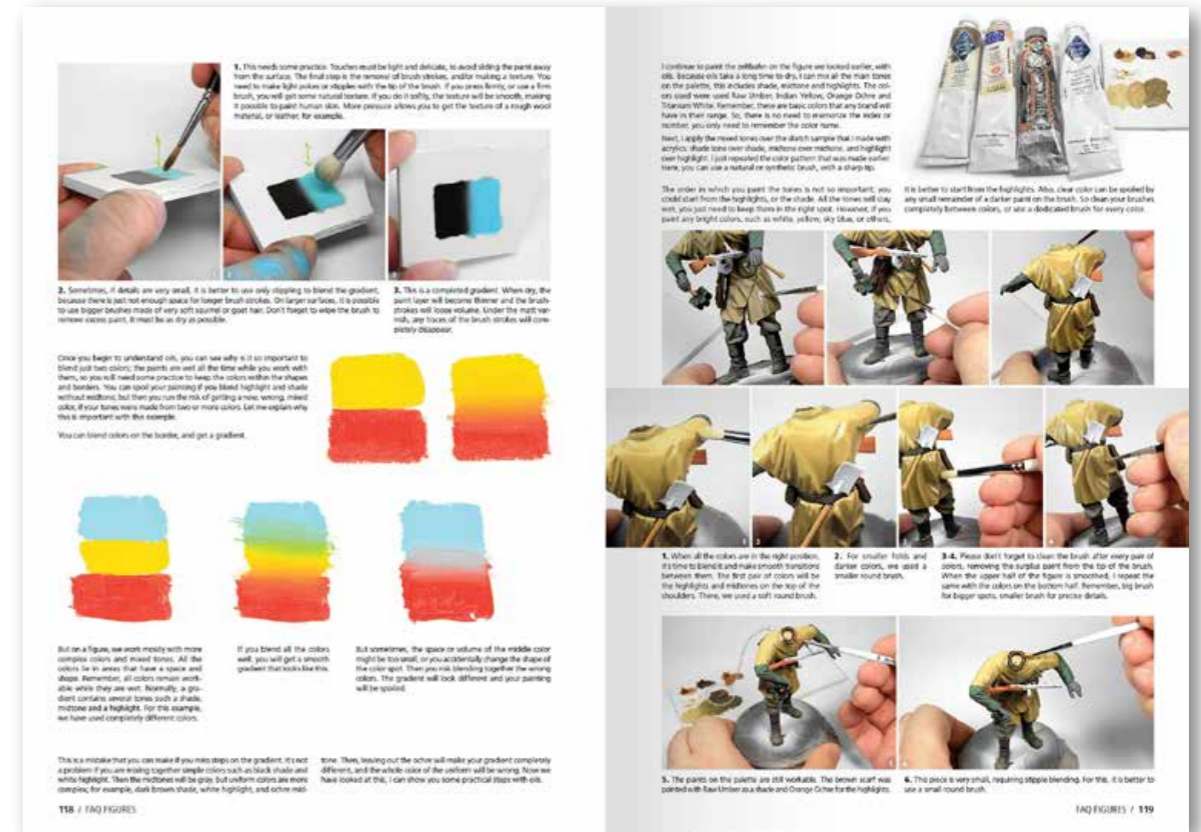 1. This needs some practice. Touches must be light and delicate, to avoid sliding the paint away
from the surface. The final step is the removal of brush strokes, and/or making a texture. You
need to make light pokes or stipples with the tip of the brush. If you press firmly, or use a firm
brush, you will get some natural texture. If you do it softly, the texture will be smooth, making
it possible to paint human skin. More pressure allows you to get the texture of a rough wool
material, or leather, for example.
2. Sometimes, if details are very small, it is better to use only stippling to blend the gradient,
because there is just not enough space for longer brush strokes. On larger surfaces, it is possible
to use bigger brushes made of very soft squirrel or goat hair. Don't forget to wipe the brush to
remove excess paint. It must be as dry as possible.
3. This is a completed gradient. When dry, the
paint layer will become thinner and the brush-
strokes will loose volume. Under the matt var-
nish, any traces of the brush strokes will com-
pletely disappear.
Once you begin to understand oils, you can see why is it so important to
blend just two colors; the paints are wet all the time while you work with
them, so you will need some practice to keep the colors within the shapes
and borders. You can spoil your painting if you blend highlight and shade
without midtone, but then you run the risk of getting a new, wrong, mixed
color, if your tones were made from two or more colors. Let me explain why
this is important with this example.
You can blend colors on the border, and get a gradient.
But on a figure, we work mostly with more
complex colors and mixed tones. All the
colors lie in areas that have a space and
shape. Remember, all colors remain work-
able while they are wet. Normally, a gra-
dient contains several tones such a shade,
midtone and a highlight. For this example,
we have used completely different colors.
If you blend all the colors
well, you will get a smooth
gradient that looks like this.
But sometimes, the space or volume of the middle color
might be too small, or you accidentally change the shape of
the color spot. Then you risk blending together the wrong
colors. The gradient will look different and your painting
will be spoiled.
This is a mistake that you can make if you miss steps on the gradient. It's not
a problem if you are mixing together simple colors such as black shade and
white highlight. Then the midtones will be gray. But uniform colors are more
complex; for example, dark brown shade, white highlight, and ochre mid-
tone. Then, leaving out the ochre will make your gradient completely
different, and the whole color of the uniform will be wrong. Now we
have looked at this, I can show you some practical steps with oils.
118 / FAQ FIGURES
I continue to paint the zeltbahn on the figure we looked earlier, with
oils. Because oils take a long time to dry, I can mix all the main tones
on the palette, this includes shade, midtone and highlights. The col-
ors used were used Raw Umber, Indian Yellow, Orange Ochre and
Titanium White. Remember, these are basic colors that any brand will
have in their range. So, there is no need to memorize the index or
number, you only need to remember the color name.
Next, I apply the mixed tones over the sketch sample that I made with
acrylics: shade tone over shade, midtone over midtone, and highlight
over highlight. I just repeated the color pattern that was made earlier.
Here, you can use a natural or synthetic brush, with a sharp tip.
The order in which you paint the tones is not so important; you
could start from the highlights, or the shade. All the tones will stay
wet, you just need to keep them in the right spot. However, if you
paint any bright colors, such as white, yellow, sky blue, or others,
it is better to start from the highlights. Also, clear color can be spoiled by
any small remainder of a darker paint on the brush. So clean your brushes
completely between colors, or use a dedicated brush for every color.
1. When all the colors are in the right position,
it's time to blend it and make smooth transitions
between them. The first pair of colors will be
the highlights and midtones on the top of the
shoulders. There, we used a soft round brush.
2. For smaller folds and
darker colors, we used a
smaller round brush.
3-4. Please don't forget to clean the brush after every pair of
colors, removing the surplus paint from the tip of the brush.
When the upper half of the figure is smoothed, I repeat the
same with the colors on the bottom half. Remember, big brush
for bigger spots, smaller brush for precise details.
5. The paints on the palette are still workable. The brown scarf was
painted with Raw Umber as a shade and Orange Ochre for the highlights.
6. This piece is very small, requiring stipple blending. For this, it is better to
use a small round brush.
FAQ FIGURES / 119